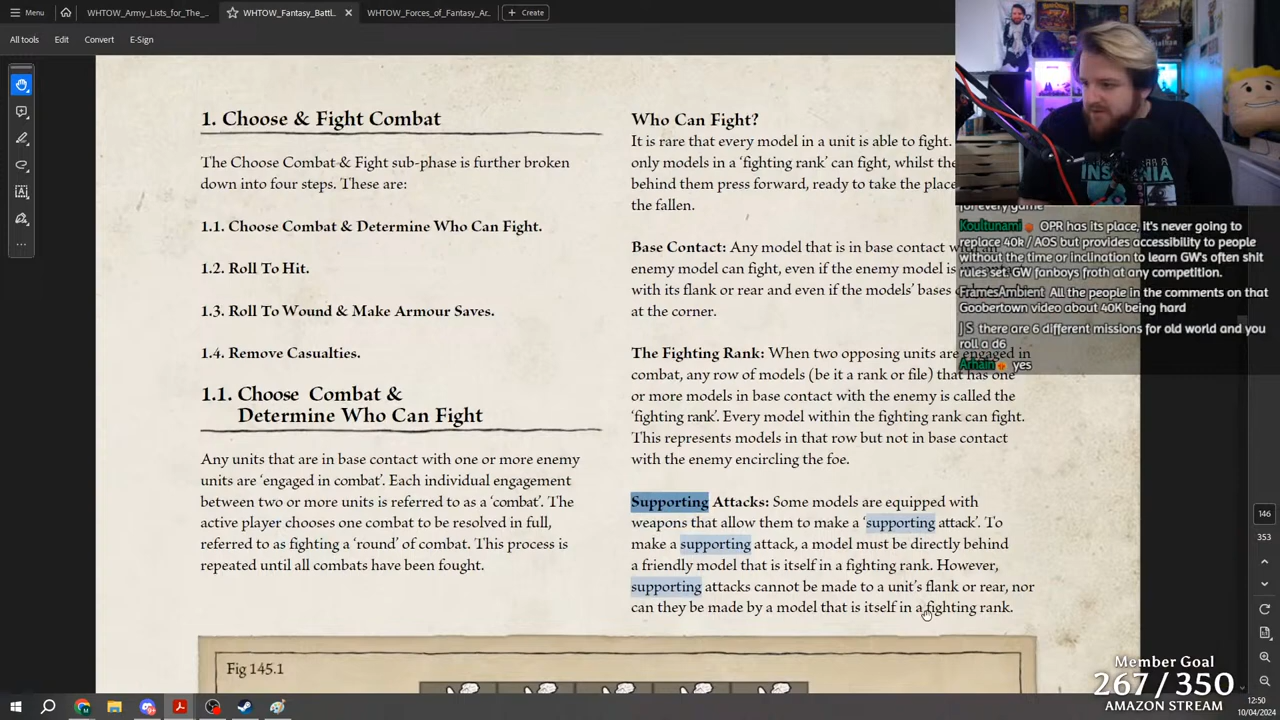 Menu
WHTOW_Army_Lists_for_The_...
WHTOW_Fantasy_Battl...
WHTOW_Forces_of_Fantasy_Ar...
Create
All tools
Edit
Convert
E-Sign
1. Choose & Fight Combat
The Choose Combat & Fight sub-phase is further broken
down into four steps. These are:
1.1. Choose Combat & Determine Who Can Fight.
1.2. Roll To Hit.
1.3. Roll To Wound & Make Armour Saves.
1.4. Remove Casualties.
1.1. Choose Combat &
Determine Who Can Fight
Any units that are in base contact with one or more enemy
units are ‘engaged in combat’. Each individual engagement
between two or more units is referred to as a ‘combat’. The
active player chooses one combat to be resolved in full,
referred to as fighting a ‘round’ of combat. This process is
repeated until all combats have been fought.
Who Can Fight?
It is rare that every model in a unit is able to fight.
only models in a ‘fighting rank’ can fight, whilst the
behind them press forward, ready to take the place
the fallen.
Base Contact: Any model that is in base contact with an
enemy model can fight, even if the enemy model is
with its flank or rear and even if the models’ bases
at the corner.
The Fighting Rank: When two opposing units are engaged in
combat, any row of models (be it a rank or file) that has one
or more models in base contact with the enemy is called the
‘fighting rank’. Every model within the fighting rank can fight.
This represents models in that row but not in base contact
with the enemy encircling the foe.
Supporting Attacks: Some models are equipped with
weapons that allow them to make a ‘supporting attack’. To
make a supporting attack, a model must be directly behind
a friendly model that is itself in a fighting rank. However,
supporting attacks cannot be made to a unit’s flank or rear, nor
can they be made by a model that is itself in a fighting rank.
Fig 145.1
INSOMNIA
for every game
Koultunami OPR has its place, it's never going to
replace 40k / AOS but provides accessibility to people
without the time or inclination to learn GW's often shit
rules set. GW fanboys froth at any competition.
FramesAmbient All the people in the comments on that
Goobertown video about 40K being hard
J S there are 6 different missions for old world and you
roll a d6
Arhain yes
146
353
Member Goal
267 / 350
AMAZON STREAM
12:50
10/04/2024